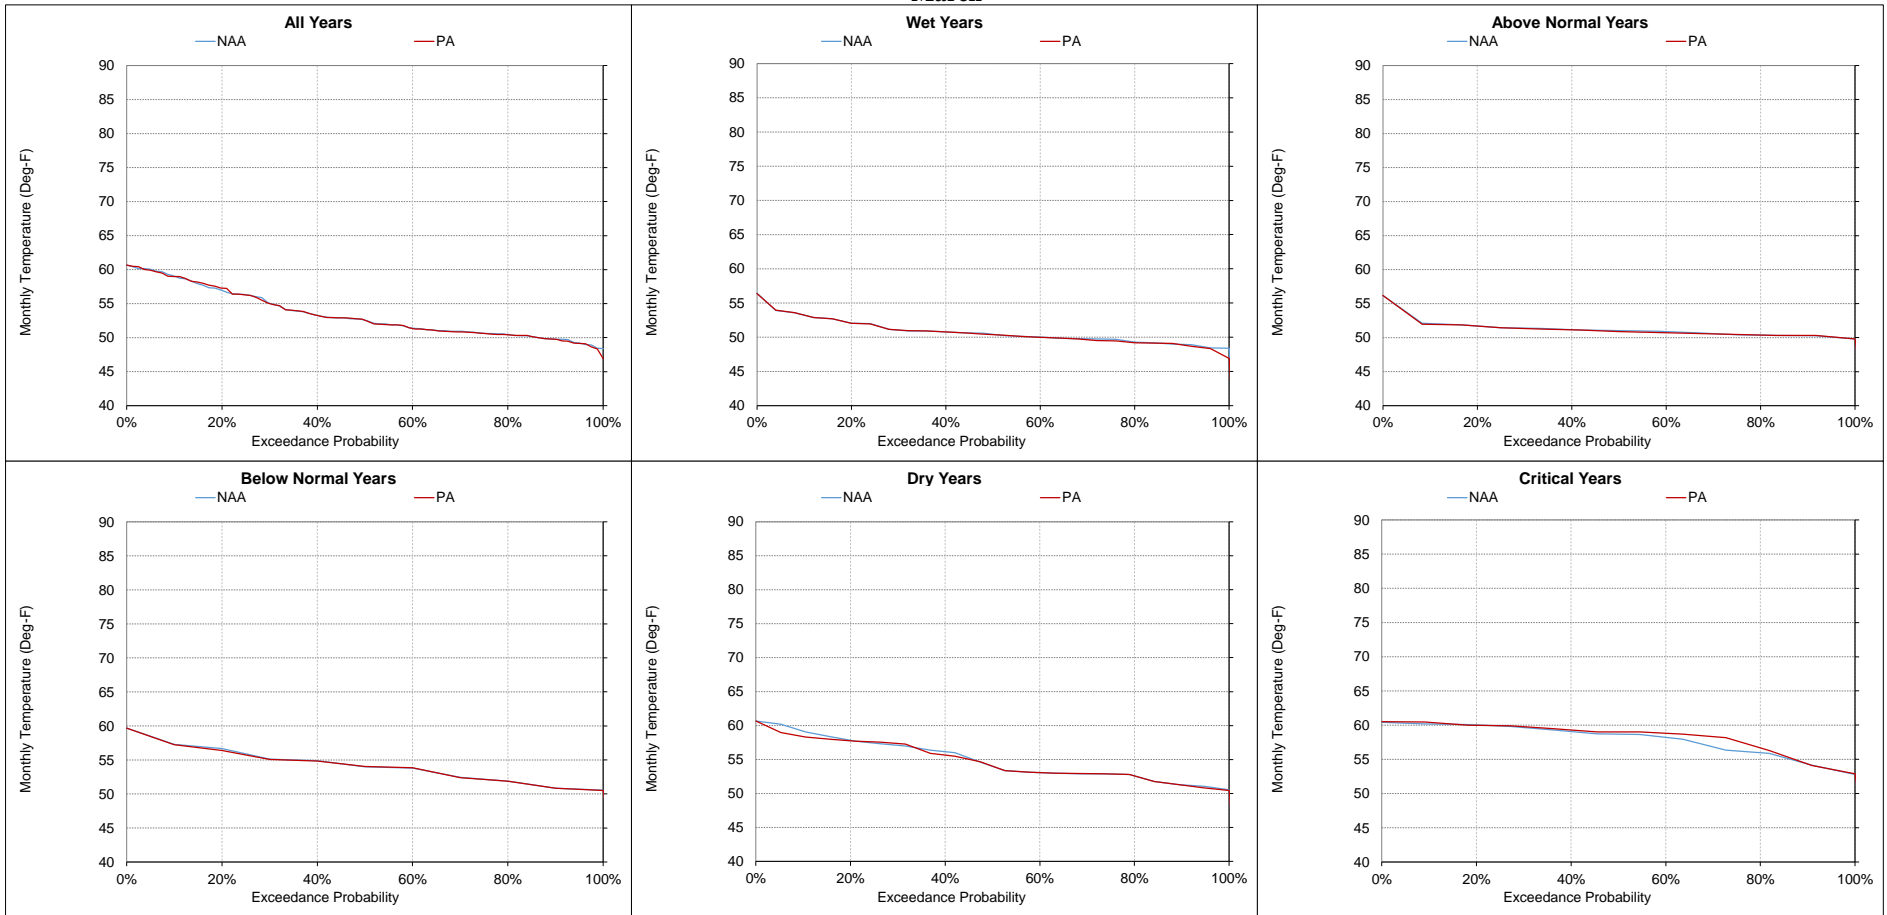 All Years
NAA PA
90
85
80
75
70
65
60
55
50
45
40
Monthly Temperature (Deg-F)
0% 20% 40% 60% 80% 100%
Exceedance Probability
Wet Years
NAA PA
90
85
80
75
70
65
60
55
50
45
40
Monthly Temperature (Deg-F)
0% 20% 40% 60% 80% 100%
Exceedance Probability
Above Normal Years
NAA PA
90
85
80
75
70
65
60
55
50
45
40
Monthly Temperature (Deg-F)
0% 20% 40% 60% 80% 100%
Exceedance Probability
Below Normal Years
NAA PA
90
85
80
75
70
65
60
55
50
45
40
Monthly Temperature (Deg-F)
0% 20% 40% 60% 80% 100%
Exceedance Probability
Dry Years
NAA PA
90
85
80
75
70
65
60
55
50
45
40
Monthly Temperature (Deg-F)
0% 20% 40% 60% 80% 100%
Exceedance Probability
Critical Years
NAA PA
90
85
80
75
70
65
60
55
50
45
40
Monthly Temperature (Deg-F)
0% 20% 40% 60% 80% 100%
Exceedance Probability